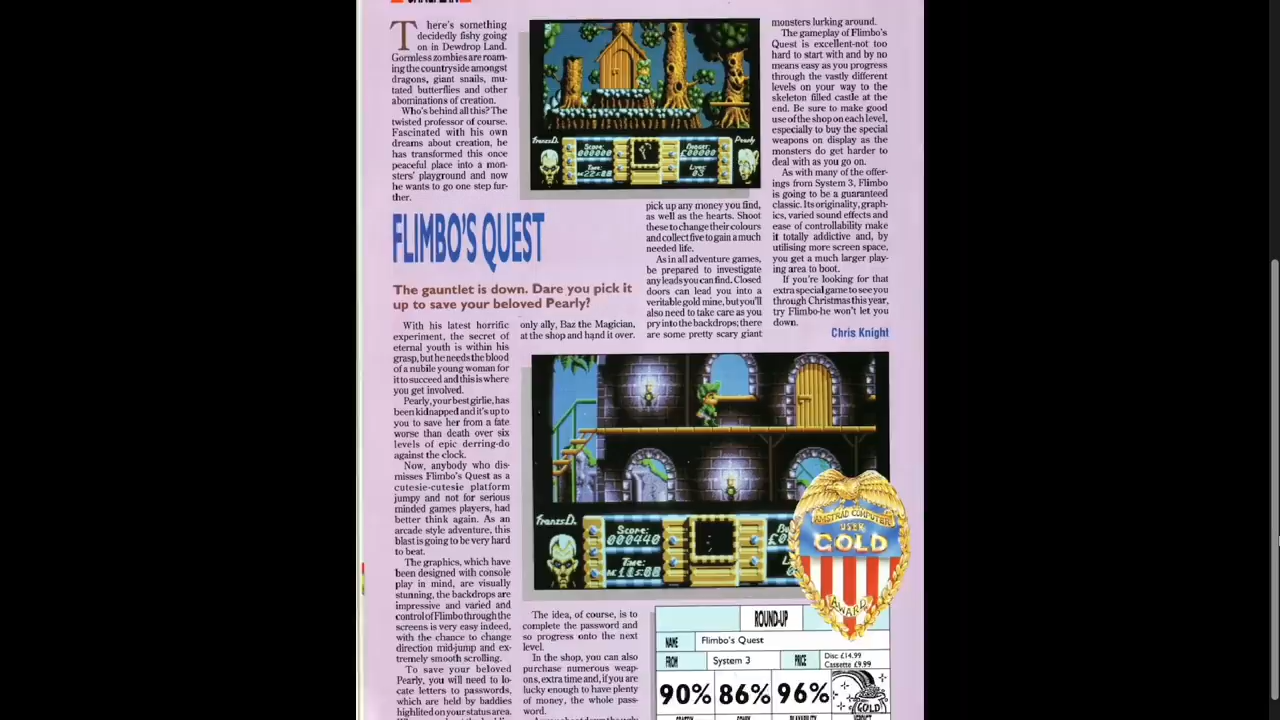 There's something
decidedly fishy going
on in Dewdrop Land.
Gormless zombies are roam-
ing the countryside amongst
dragons, giant snails, mu-
tated butterflies and other
abominations of creation.
Who's behind all this? The
twisted professor of course.
Fascinated with his own
dreams about creation, he
has transformed this once
peaceful place into a mon-
sters' playground and now
he wants to go one step fur-
ther.
FLIMBO'S QUEST
The gauntlet is down. Dare you pick it
up to save your beloved Pearly?
With his latest horrific
experiment, the secret of
eternal youth is within his
grasp, but he needs the blood
of a nubile young woman for
it to succeed and this is where
you get involved.
Pearly, your best girlie, has
been kidnapped and it's up to
you to save her from a fate
worse than death over six
levels of epic derring-do
against the clock.
Now, anybody who dis-
misses Flimbo's Quest as a
cutesie-cutesie platform
jumpy and not for serious
minded games players, had
better think again. As an
arcade style adventure, this
blast is going to be very hard
to beat.
The graphics, which have
been designed with console
play in mind, are visually
stunning, the backdrops are
impressive and varied and
control of Flimbo through the
screens is very easy indeed,
with the chance to change
direction mid-jump and ex-
tremely smooth scrolling.
To save your beloved
Pearly, you will need to lo-
cate letters to passwords,
which are held by baddies
highlighted on your status area.
only ally, Baz the Magician,
at the shop and hand it over.
The idea, of course, is to
complete the password and
so progress onto the next
level.
In the shop, you can also
purchase numerous weap-
ons, extra time and, if you are
lucky enough to have plenty
of money, the whole pass-
word.
FranzD.
Score:
000000
Time:
22:08
Budget:
£00000
Lives:
03
Pearly
pick up any money you find,
as well as the hearts. Shoot
these to change their colours
and collect five to gain a much
needed life.
As in all adventure games,
be prepared to investigate
any leads you can find. Closed
doors can lead you into a
veritable gold mine, but you'll
also need to take care as you
pry into the backdrops; there
are some pretty scary giant
monsters lurking around.
The gameplay of Flimbo's
Quest is excellent-not too
hard to start with and by no
means easy as you progress
through the vastly different
levels on your way to the
skeleton filled castle at the
end. Be sure to make good
use of the shop on each level,
especially to buy the special
weapons on display as the
monsters do get harder to
deal with as you go on.
As with many of the offer-
ings from System 3, Flimbo
is going to be a guaranteed
classic. Its originality, graph-
ics, varied sound effects and
ease of controllability make
it totally addictive and, by
utilising more screen space,
you get a much larger play-
ing area to boot.
If you're looking for that
extra special game to see you
through Christmas this year,
try Flimbo-he won't let you
down.
Chris Knight
FranzD.
Score:
000440
Time:
11:08
AMSTRAD COMPUTER
USER
GOLD
AWARD
ROUND-UP
NAME Flimbo's Quest
FROM System 3 PRICE Disc £14.99
Cassette £9.99
90% 86% 96% GOLD